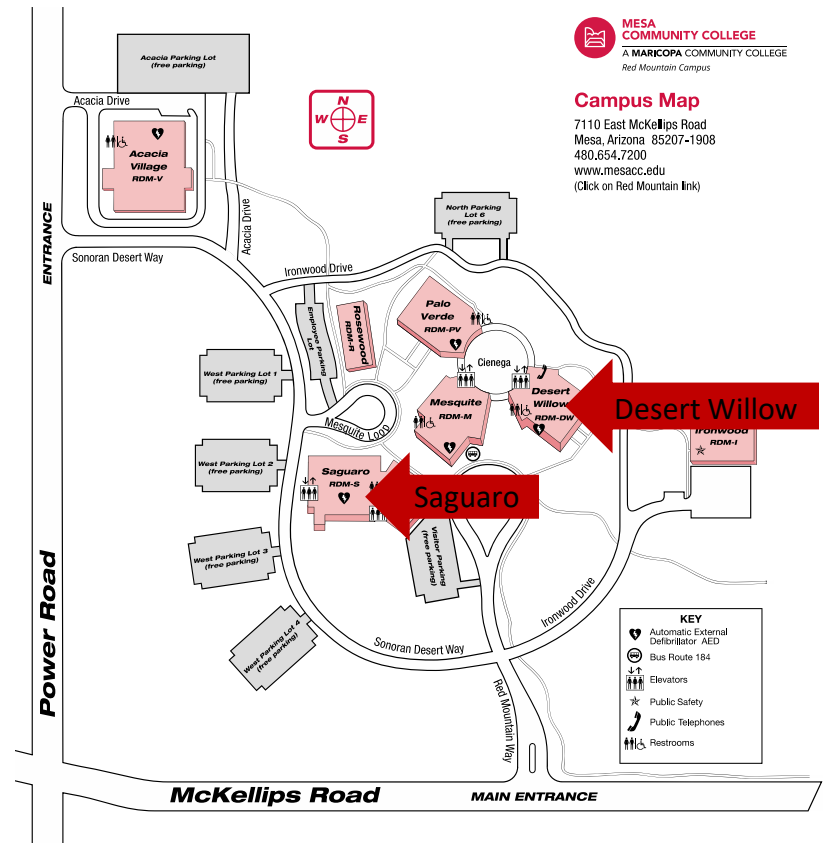 MESA
COMMUNITY COLLEGE
A MARICOPA COMMUNITY COLLEGE
Red Mountain Campus
Campus Map
7110 East McKellips Road
Mesa, Arizona 85207-1908
480.654.7200
www.mesacc.edu
(Click on Red Mountain link)
Acacia Parking Lot
(free parking)
Acacia Drive
N
W E
S
Acacia
Village
RDM-V
Acacia Drive
ENTRANCE
Sonoran Desert Way
North Parking
Lot 6
(free parking)
Ironwood Drive
Employee Parking
Lot
Rosewood
RDM-R
Palo
Verde
RDM-PV
Cienega
West Parking Lot 1
(free parking)
Mesquite
RDM-M
Desert
Willow
RDM-DW
Desert Willow
Ironwood
RDM-I
Mesquite Loop
West Parking Lot 2
(free parking)
Saguaro
RDM-S
Saguaro
Visitor Parking
(free parking)
West Parking Lot 3
(free parking)
West Parking Lot 4
(free parking)
Sonoran Desert Way
Ironwood Drive
Red Mountain Way
Power Road
KEY
Automatic External
Defibrillator AED
Bus Route 184
Elevators
Public Safety
Public Telephones
Restrooms
McKellips Road
MAIN ENTRANCE